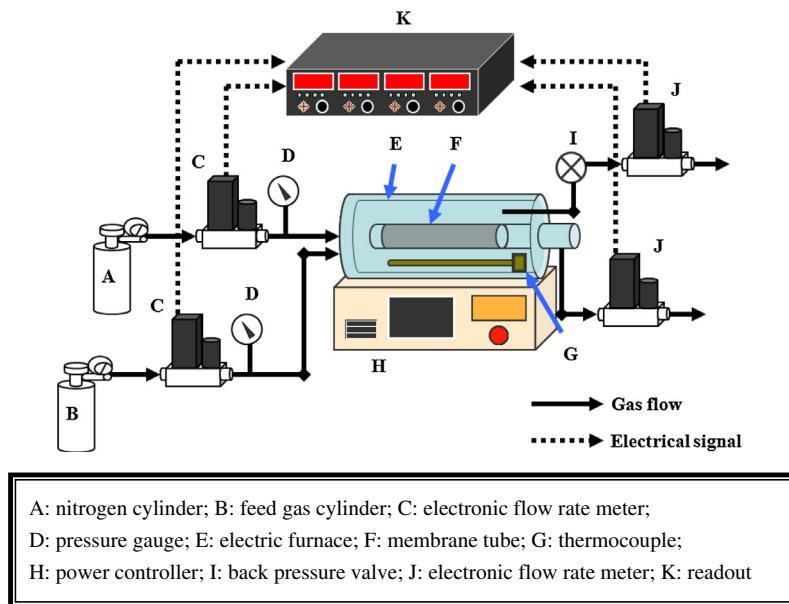 K
J
D
E
F
I
C
A
D
J
C
H
G
B
Gas flow
Electrical signal
A: nitrogen cylinder; B: feed gas cylinder; C: electronic flow rate meter;
D: pressure gauge; E: electric furnace; F: membrane tube; G: thermocouple;
H: power controller; I: back pressure valve; J: electronic flow rate meter; K: readout